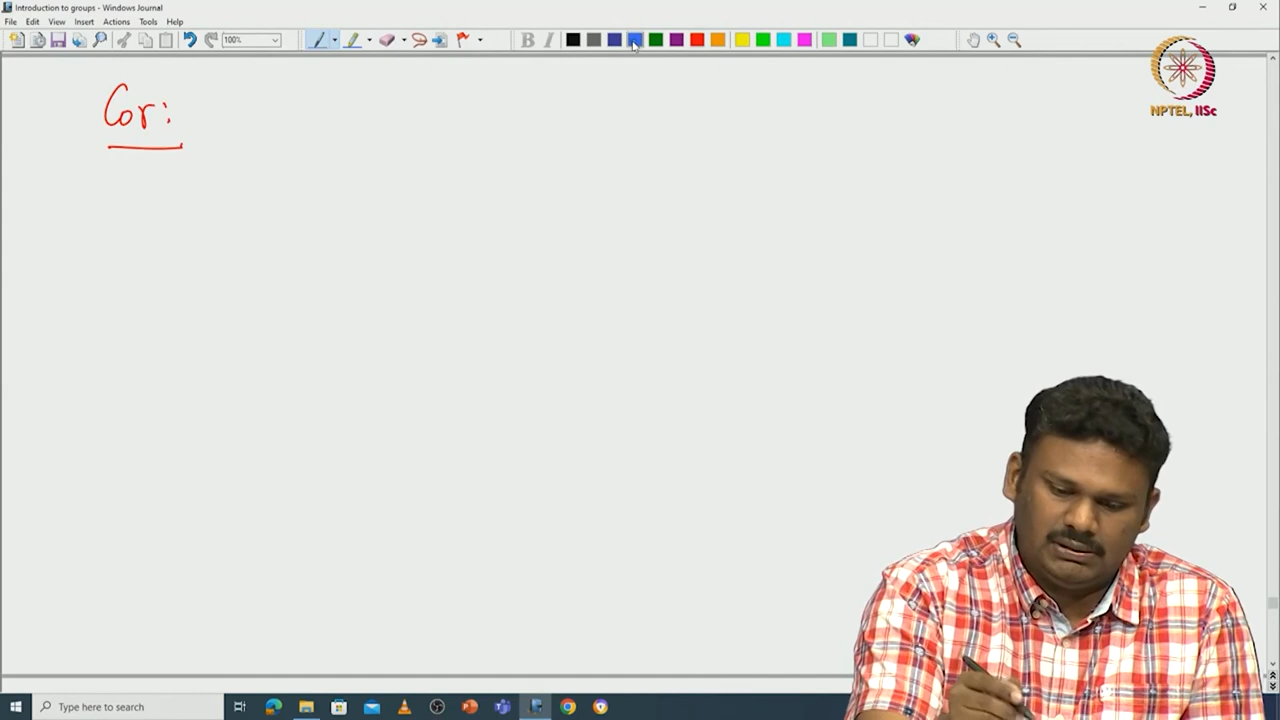 Introduction to groups - Windows Journal
File Edit View Insert Actions Tools Help
100%
B I
NPTEL, IISc
Cor:
Type here to search